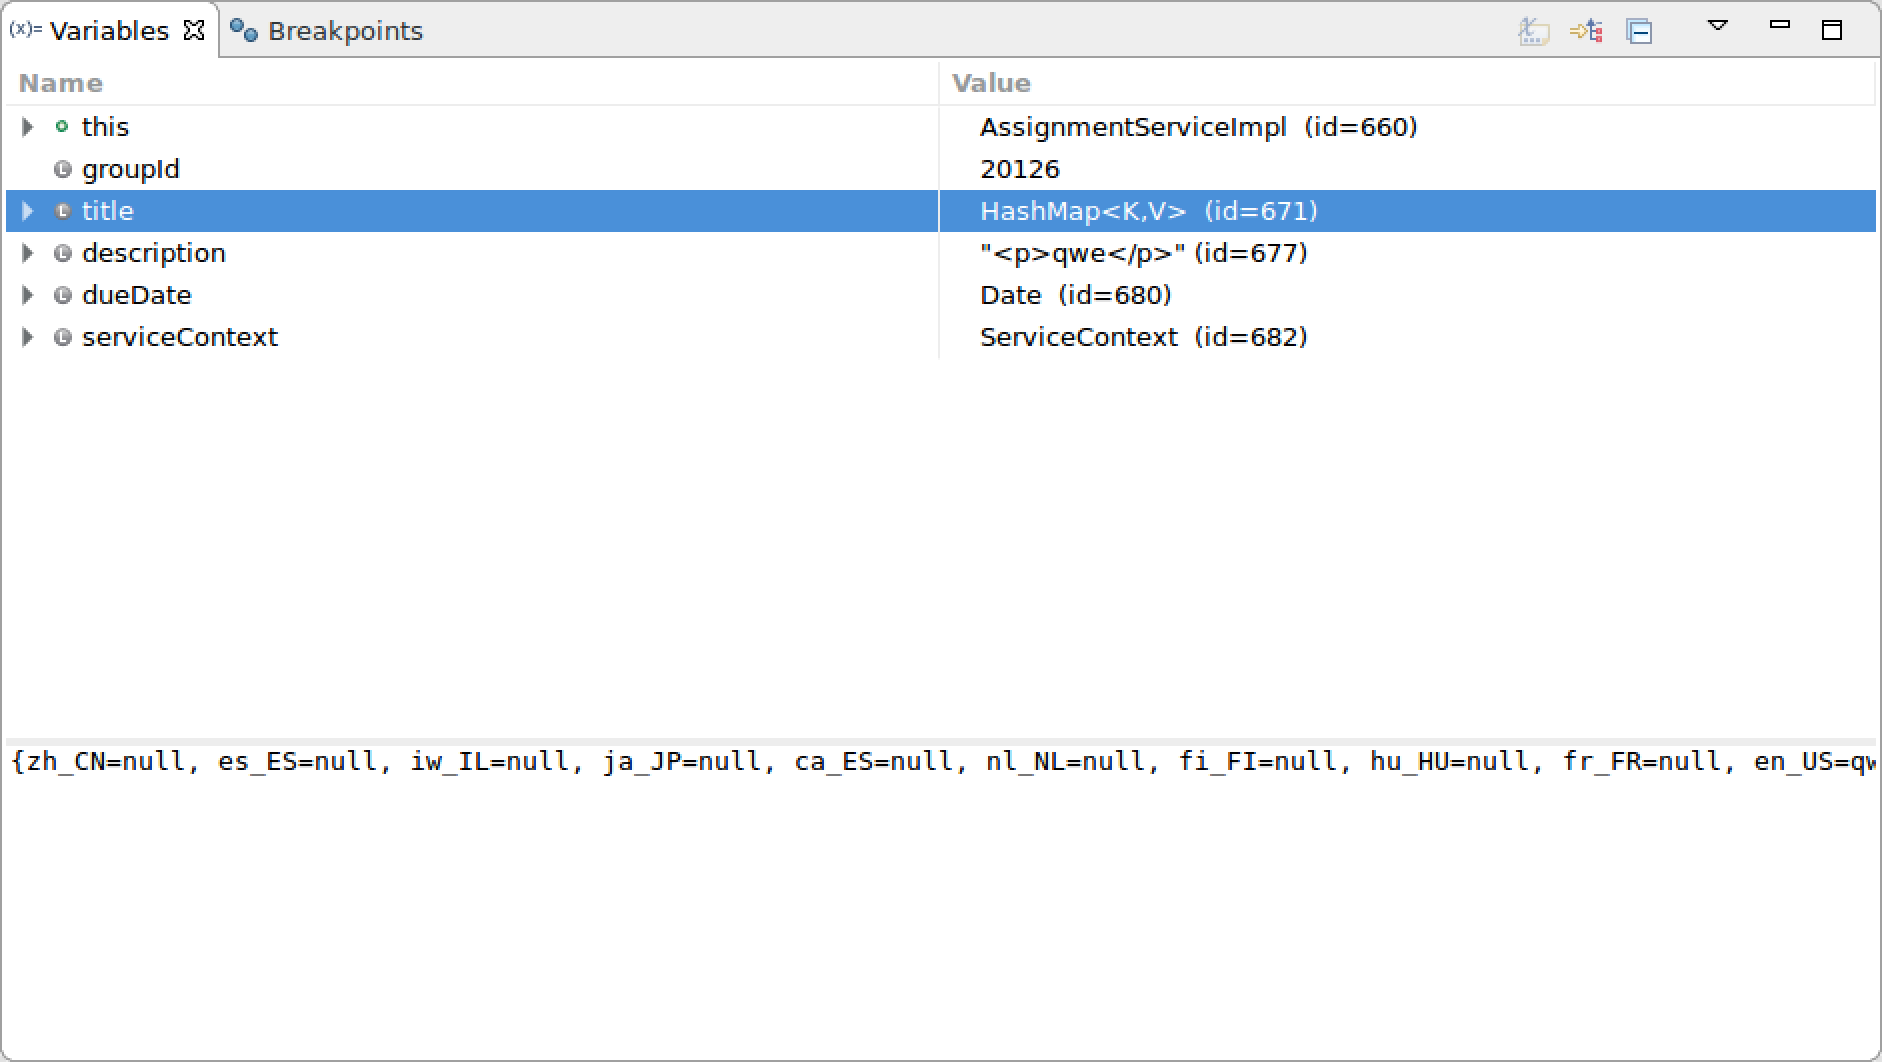 (x)= Variables Breakpoints
Name Value
this AssignmentServiceImpl (id=660)
groupId 20126
title HashMap<K,V> (id=671)
description "<p>qwe</p>" (id=677)
dueDate Date (id=680)
serviceContext ServiceContext (id=682)
{zh_CN=null, es_ES=null, iw_IL=null, ja_JP=null, ca_ES=null, nl_NL=null, fi_FI=null, hu_HU=null, fr_FR=null, en_US=qw